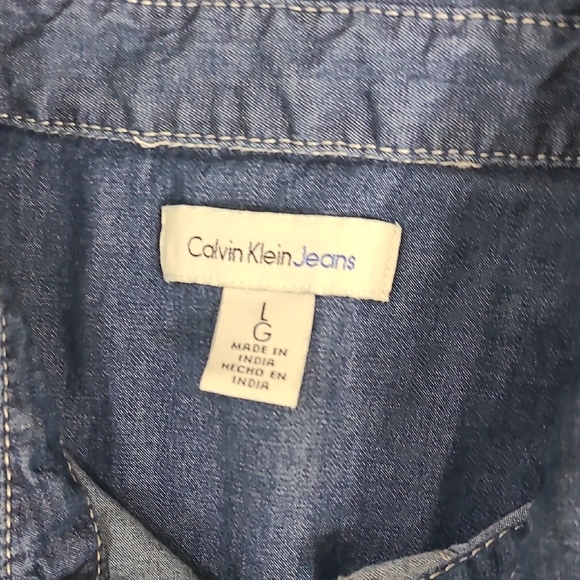 Calvin Klein Jeans
L
G
MADE IN
INDIA
HECHO EN
INDIA